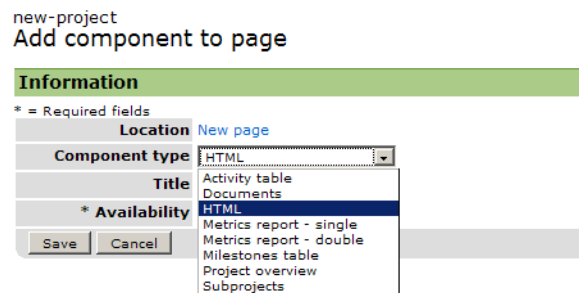 new-project
Add component to page
Information
* = Required fields
Location New page
Component type HTML
Title Activity table
Documents
* Availability HTML
Metrics report - single
Save Cancel Metrics report - double
Milestones table
Project overview
Subprojects